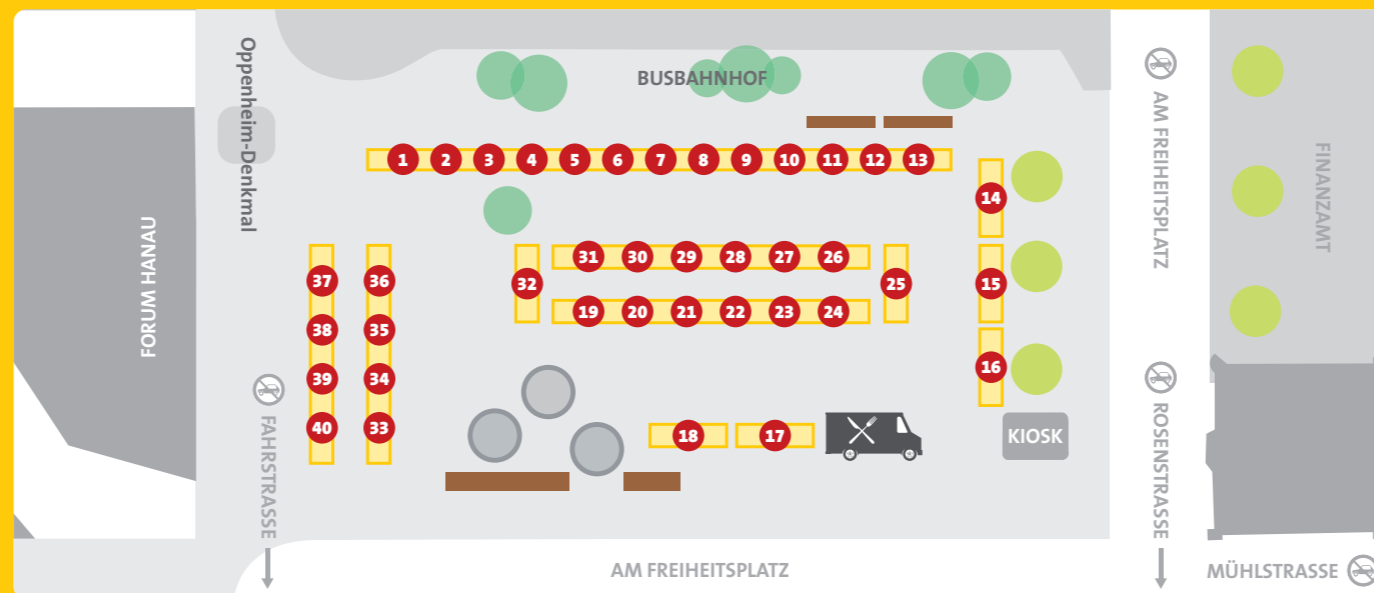 Oppenheim-Denkmal
BUSBAHNHOF
AM FREIHEITSPLATZ
FINANZAMT
FORUM HANAU
1 2 3 4 5 6 7 8 9 10 11 12 13
14
15
16
31 30 29 28 27 26
32
25
19 20 21 22 23 24
37 36
38 35
39 34
40 33
18 17
KIOSK
FAHRSTRASSE
ROSENSTRASSE
AM FREIHEITSPLATZ
MÜHLSTRASSE